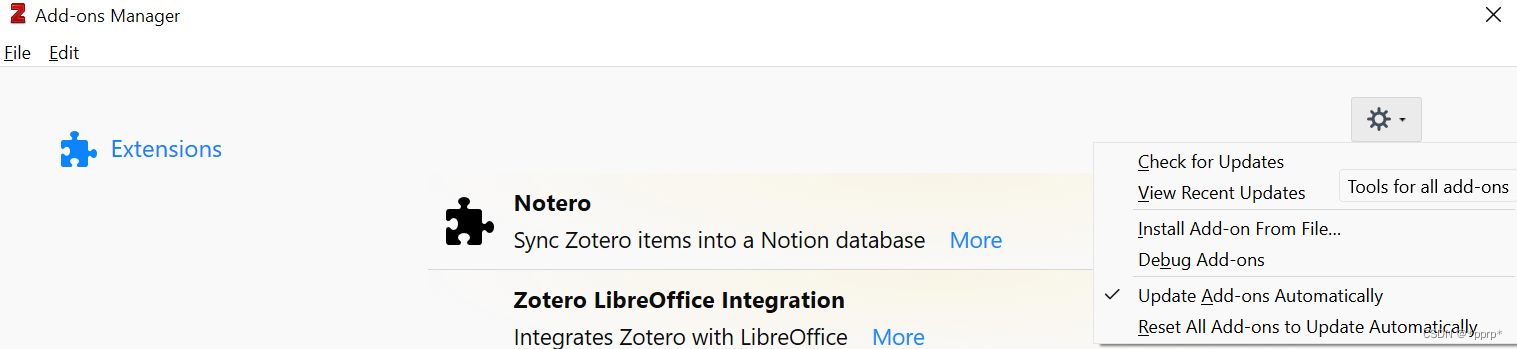 Add-ons Manager
File Edit
Extensions
Check for Updates
View Recent Updates
Tools for all add-ons
Notero
Sync Zotero items into a Notion database More
Install Add-on From File...
Debug Add-ons
Zotero LibreOffice Integration
Integrates Zotero with LibreOffice More
Update Add-ons Automatically
Reset All Add-ons to Update Automatically